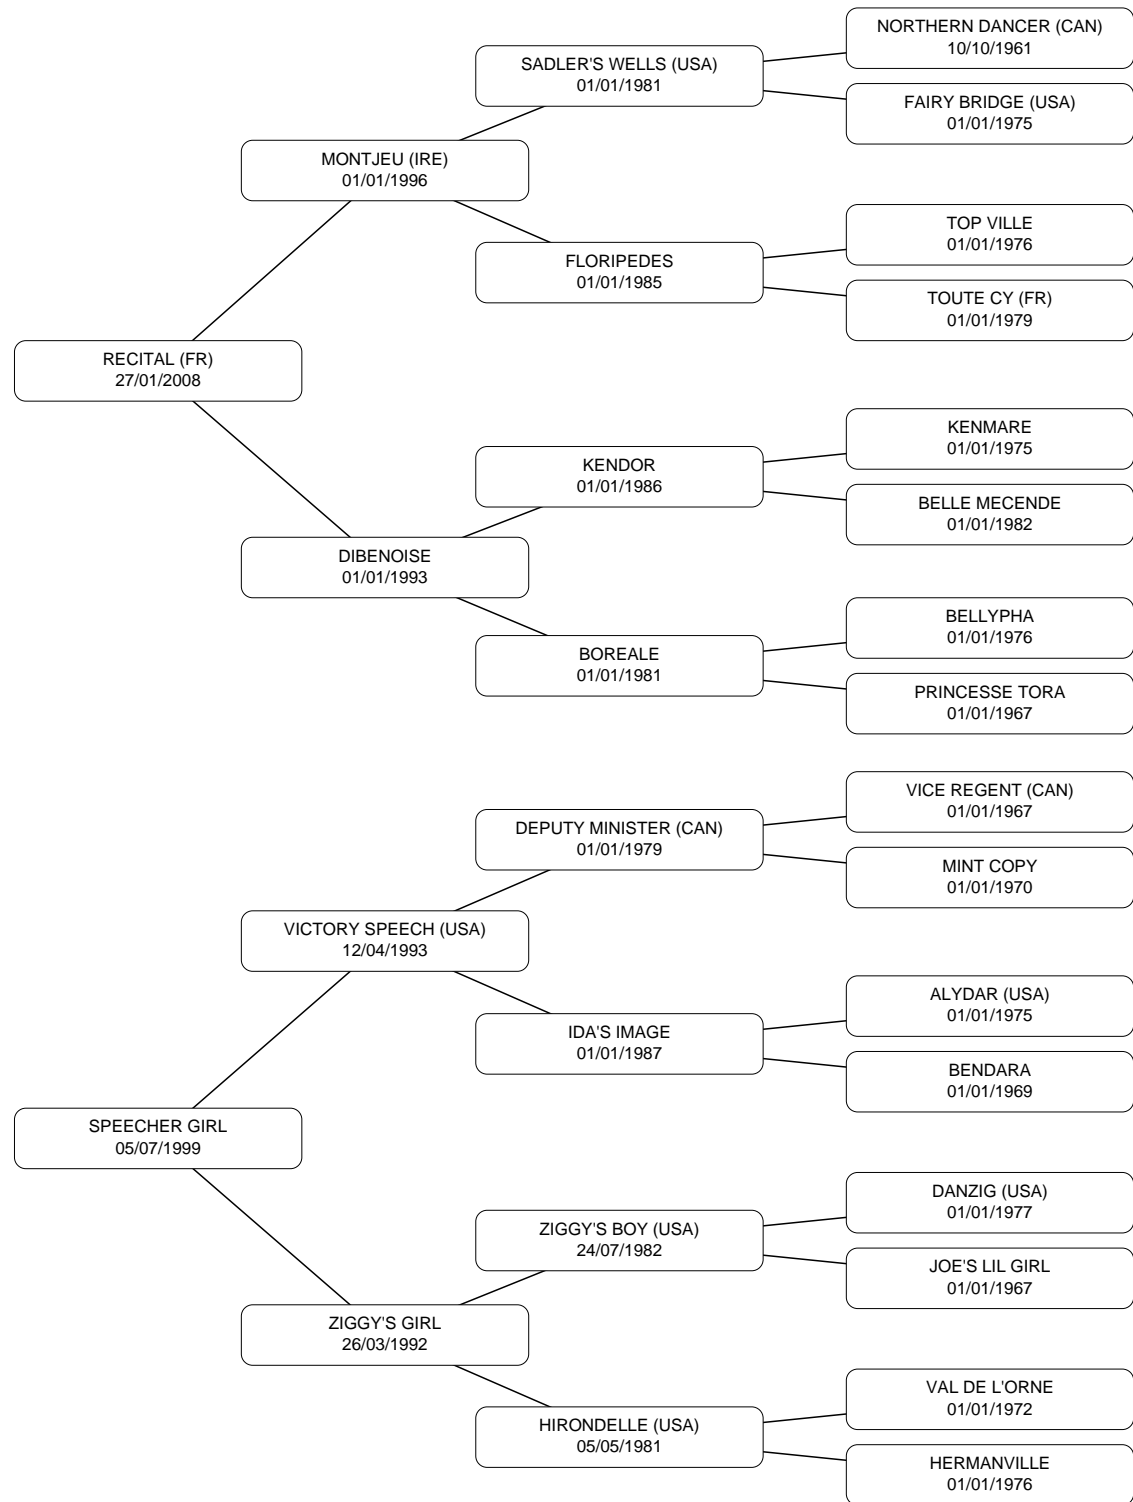 NORTHERN DANCER (CAN)
10/10/1961
SADLER'S WELLS (USA)
01/01/1981
FAIRY BRIDGE (USA)
01/01/1975
MONTJEU (IRE)
01/01/1996
TOP VILLE
01/01/1976
FLORIPEDES
01/01/1985
TOUTE CY (FR)
01/01/1979
RECITAL (FR)
27/01/2008
KENMARE
01/01/1975
KENDOR
01/01/1986
BELLE MECENDE
01/01/1982
DIBENOISE
01/01/1993
BELLYPHA
01/01/1976
BOREALE
01/01/1981
PRINCESSE TORA
01/01/1967
VICE REGENT (CAN)
01/01/1967
DEPUTY MINISTER (CAN)
01/01/1979
MINT COPY
01/01/1970
VICTORY SPEECH (USA)
12/04/1993
ALYDAR (USA)
01/01/1975
IDA'S IMAGE
01/01/1987
BENDARA
01/01/1969
SPEECHER GIRL
05/07/1999
DANZIG (USA)
01/01/1977
ZIGGY'S BOY (USA)
24/07/1982
JOE'S LIL GIRL
01/01/1967
ZIGGY'S GIRL
26/03/1992
VAL DE L'ORNE
01/01/1972
HIRONDELLE (USA)
05/05/1981
HERMANVILLE
01/01/1976